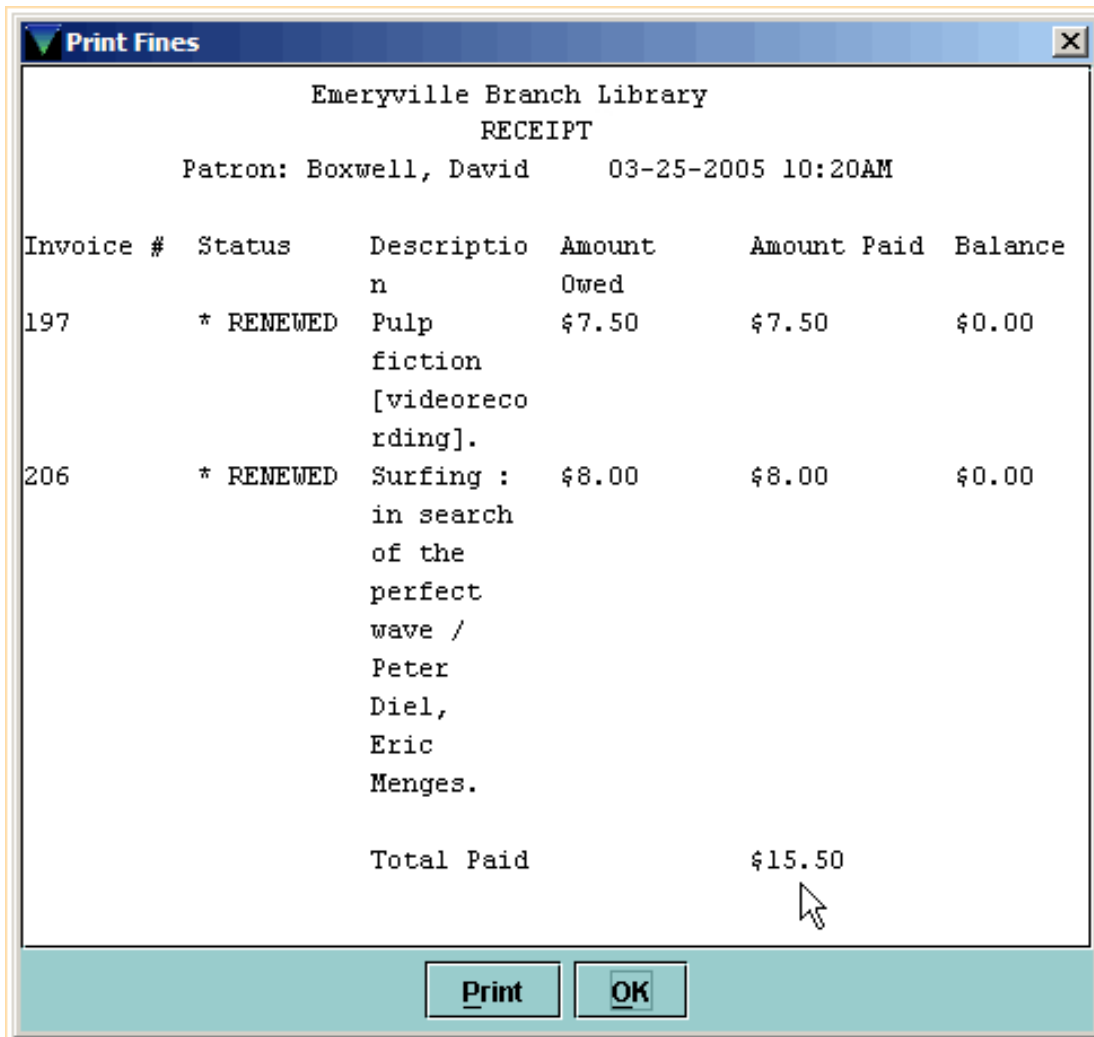 Print Fines
Emeryville Branch Library
RECEIPT
Patron: Boxwell, David 03-25-2005 10:20AM
Invoice # Status Descriptio Amount Amount Paid Balance
n Owed
197 * RENEWED Pulp $7.50 $7.50 $0.00
fiction
[videoreco
rding].
206 * RENEWED Surfing : $8.00 $8.00 $0.00
in search
of the
perfect
wave /
Peter
Diel,
Eric
Menges.
Total Paid $15.50
Print OK